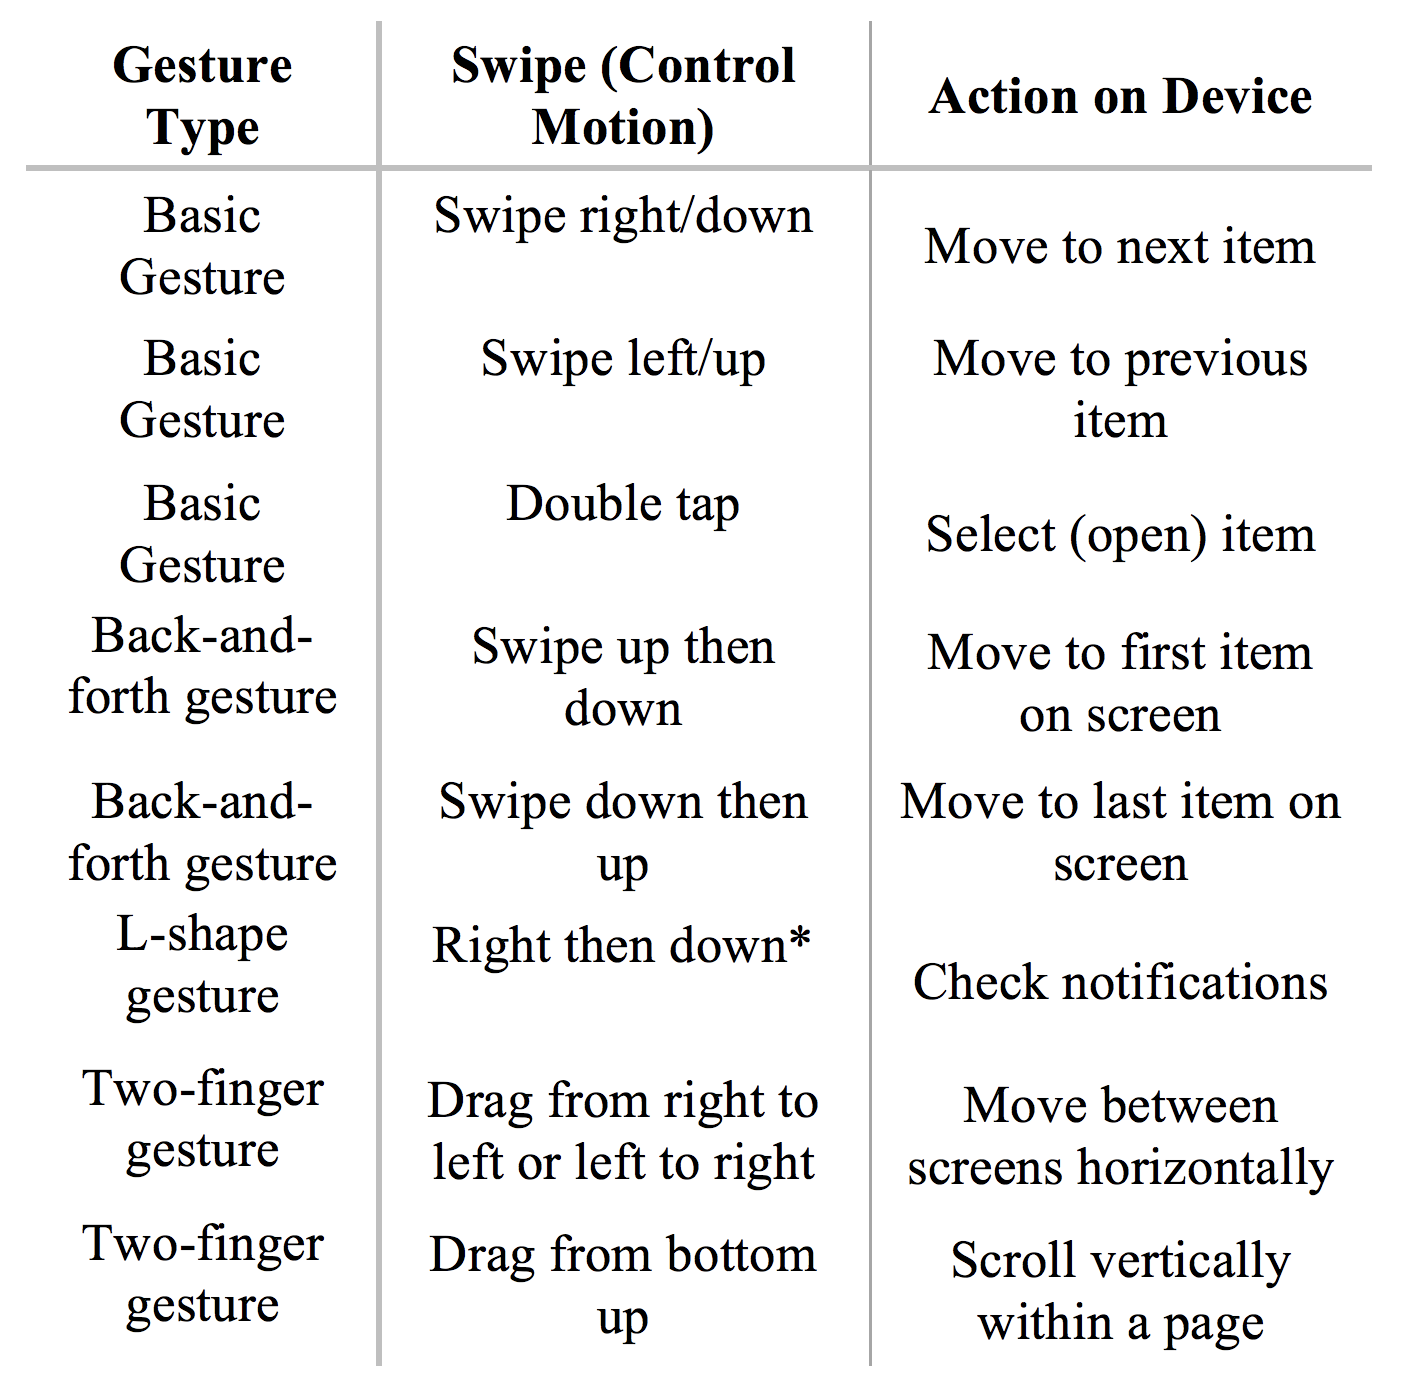 Gesture Type | Swipe (Control Motion) | Action on Device
Basic Gesture | Swipe right/down | Move to next item
Basic Gesture | Swipe left/up | Move to previous item
Basic Gesture | Double tap | Select (open) item
Back-and-forth gesture | Swipe up then down | Move to first item on screen
Back-and-forth gesture | Swipe down then up | Move to last item on screen
L-shape gesture | Right then down* | Check notifications
Two-finger gesture | Drag from right to left or left to right | Move between screens horizontally
Two-finger gesture | Drag from bottom up | Scroll vertically within a page